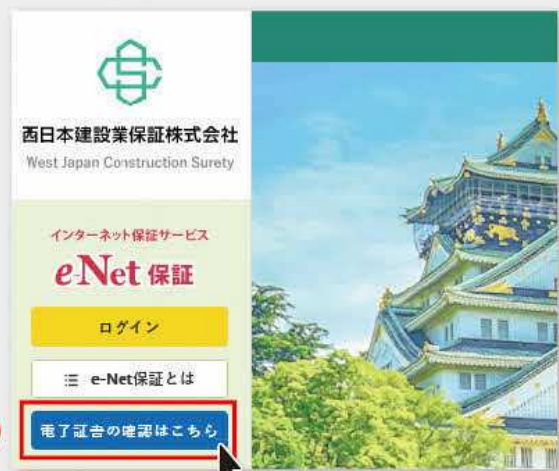 西日本建設業保証株式会社
West Japan Construction Surety
インターネット保証サービス
eNet 保証
ログイン
e-Net保証とは
電子証書の確認はこちら